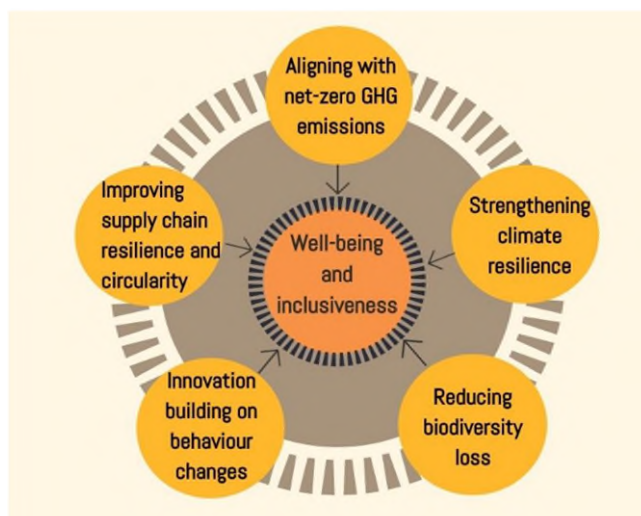 Aligning with
net-zero GHG
emissions
Improving
supply chain
resilience and
circularity
Well-being
and
inclusiveness
Strengthening
climate
resilience
Innovation
building on
behaviour
changes
Reducing
biodiversity
loss